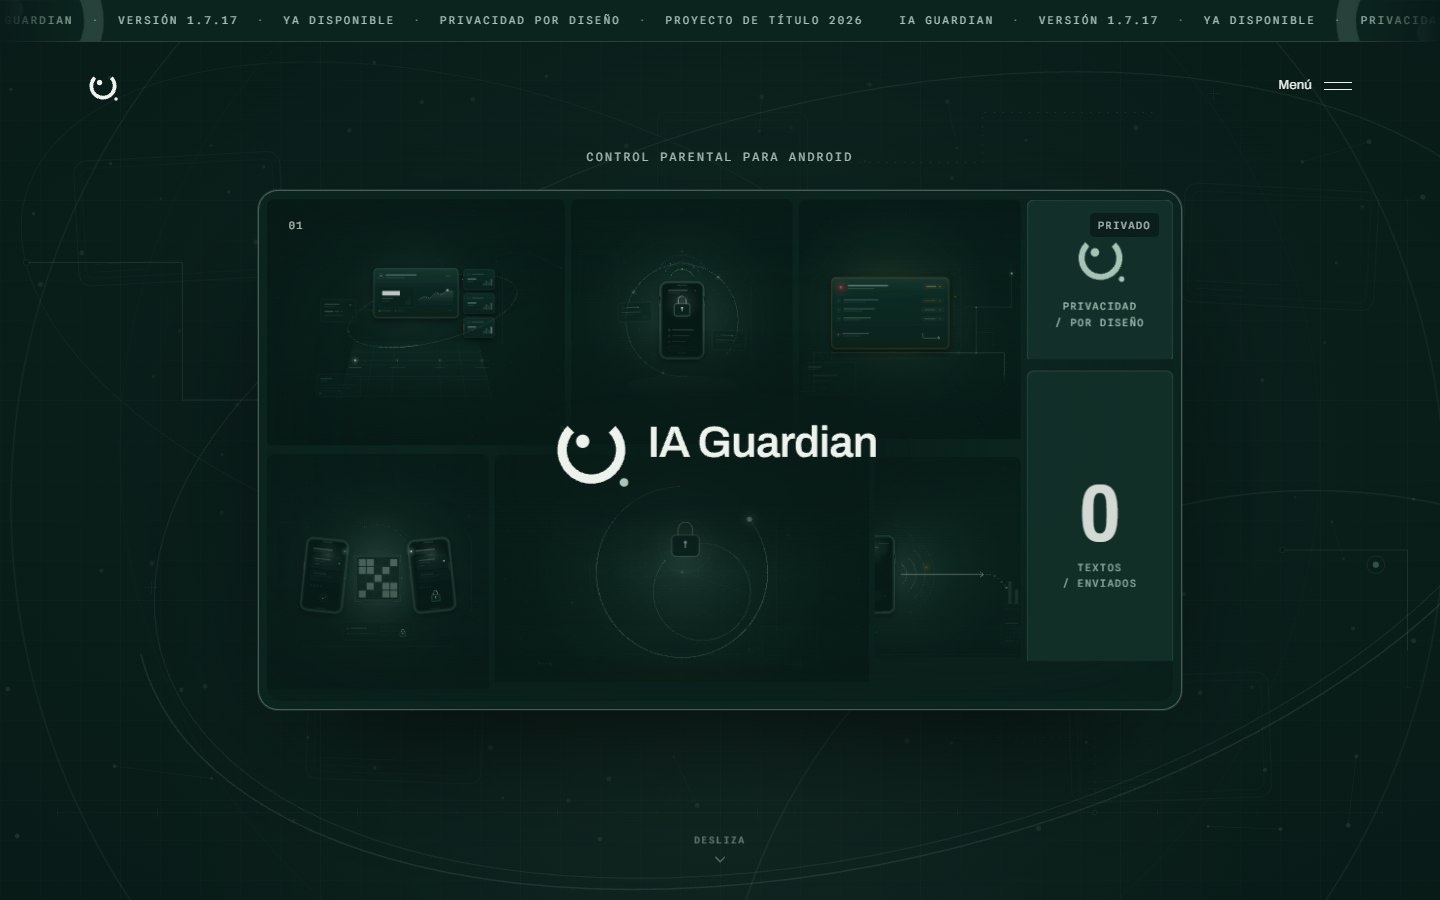 GUARDIAN · VERSIÓN 1.7.17 · YA DISPONIBLE · PRIVACIDAD POR DISEÑO · PROYECTO DE TÍTULO 2026 IA GUARDIAN · VERSIÓN 1.7.17 · YA DISPONIBLE · PRIVACIDA
Menú
CONTROL PARENTAL PARA ANDROID
01
PRIVADO
PRIVACIDAD
/ POR DISEÑO
IA Guardian
0
TEXTOS
/ ENVIADOS
DESLIZA